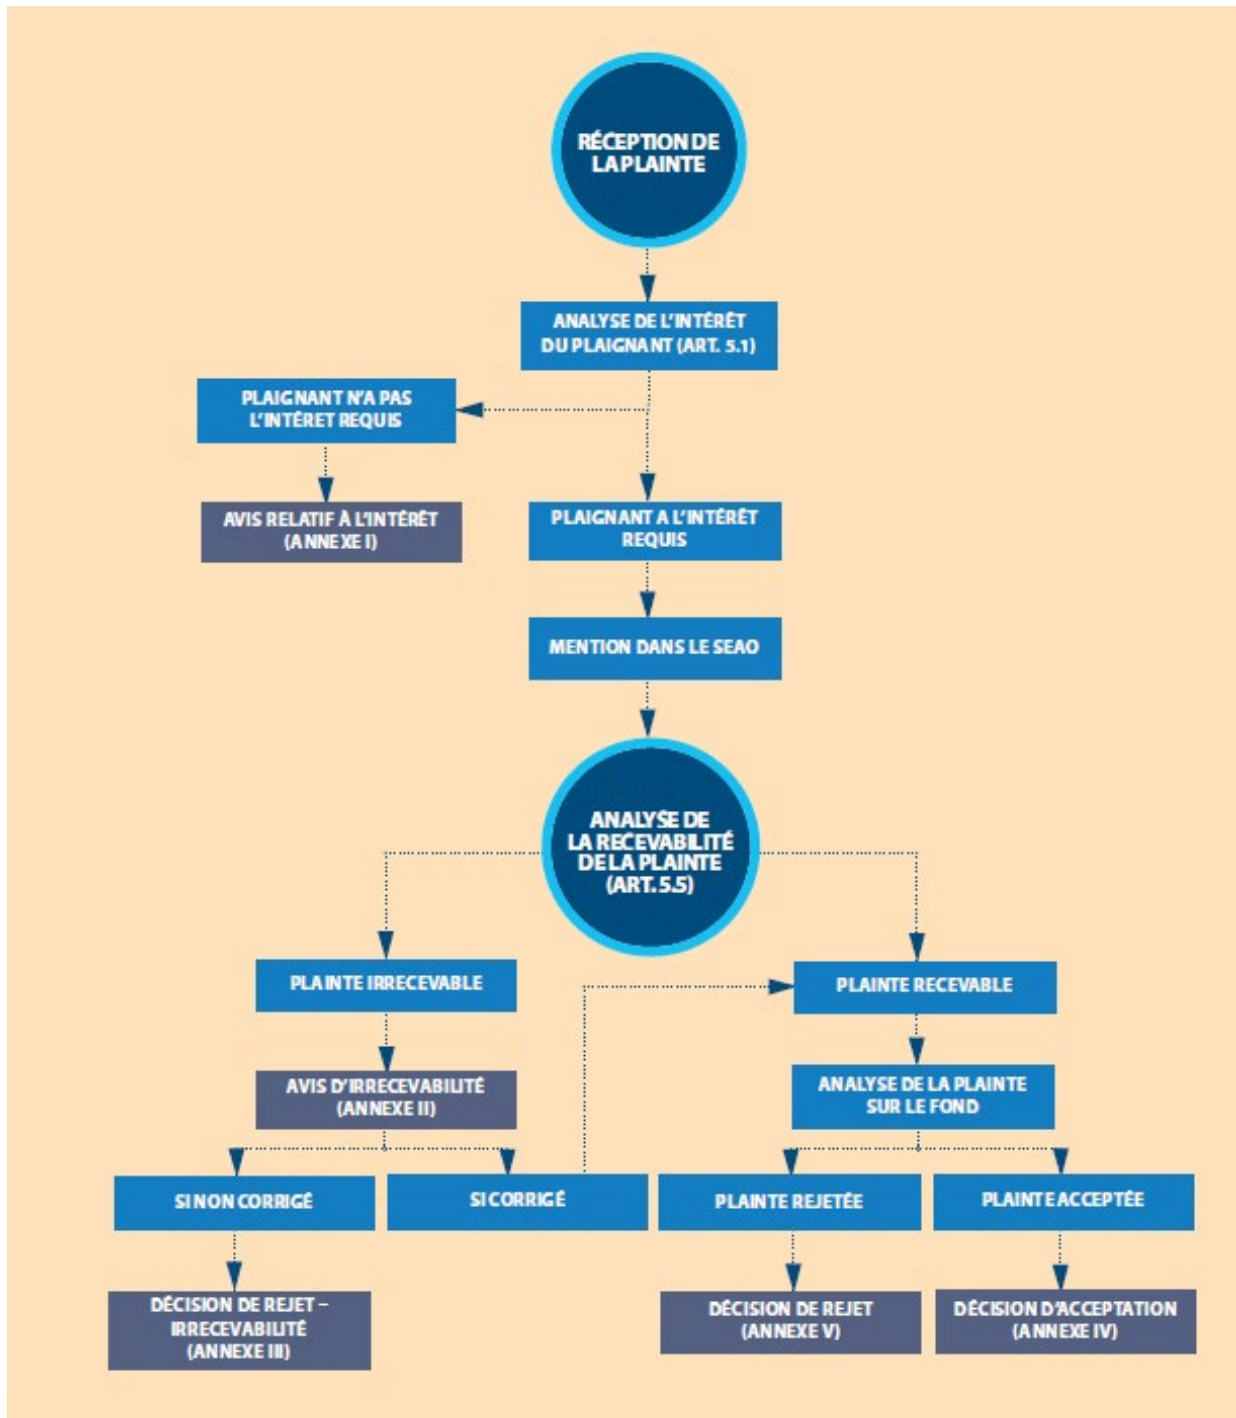 RÉCEPTION DE
LA PLAINTE
ANALYSE DE L'INTÉRÊT
DU PLAIGNANT (ART. 5.1)
PLAIGNANT N'A PAS
L'INTÉRET REQUIS
AVIS RELATIF À L'INTÉRÊT
(ANNEXE I)
PLAIGNANT A L'INTÉRÊT
REQUIS
MENTION DANS LE SEAO
ANALYSE DE
LA RECEVABILITÉ
DE LA PLAINTE
(ART. 5.5)
PLAINTE IRRECEVABLE
PLAINTE RECEVABLE
AVIS D'IRRECEVABILITÉ
(ANNEXE II)
ANALYSE DE LA PLAINTE
SUR LE FOND
SI NON CORRIGÉ
SI CORRIGÉ
PLAINTE REJETÉE
PLAINTE ACCEPTÉE
DÉCISION DE REJET –
IRRECEVABILITÉ
(ANNEXE III)
DÉCISION DE REJET
(ANNEXE V)
DÉCISION D'ACCEPTATION
(ANNEXE IV)